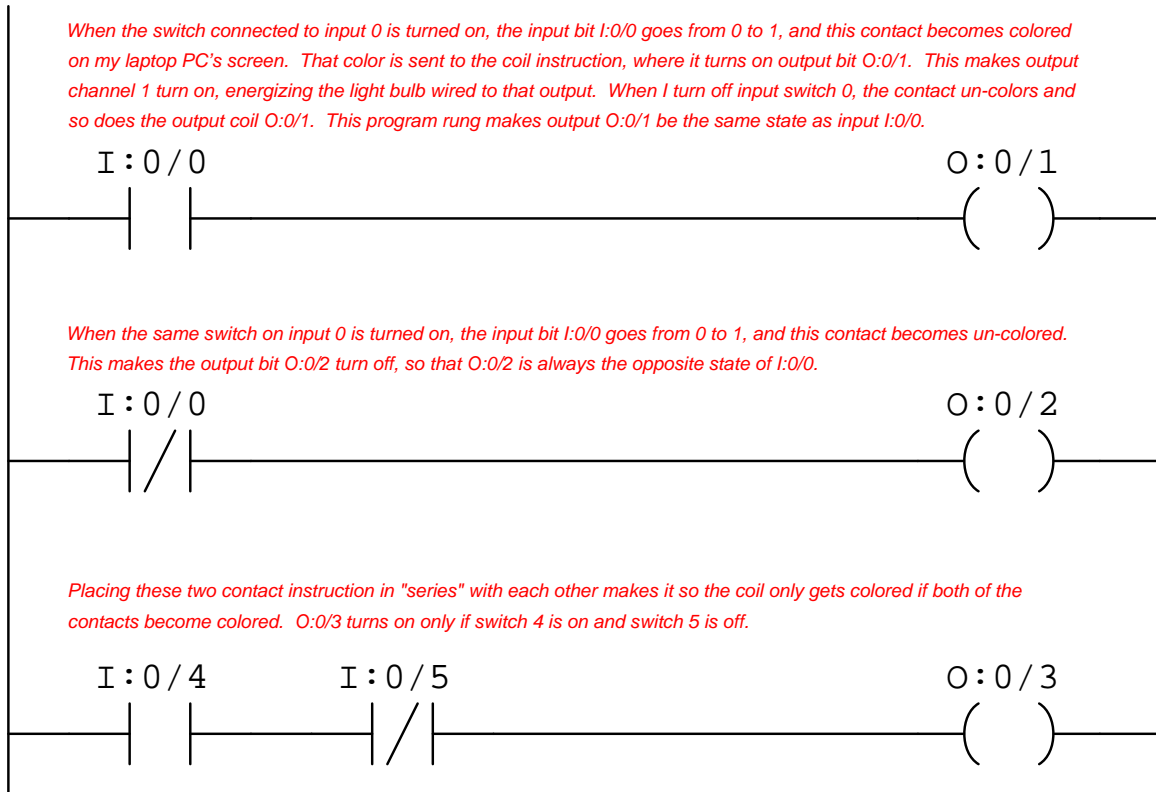 When the switch connected to input 0 is turned on, the input bit I:0/0 goes from 0 to 1, and this contact becomes colored
on my laptop PC's screen. That color is sent to the coil instruction, where it turns on output bit O:0/1. This makes output
channel 1 turn on, energizing the light bulb wired to that output. When I turn off input switch 0, the contact un-colors and
so does the output coil O:0/1. This program rung makes output O:0/1 be the same state as input I:0/0.
I:0/0 O:0/1
When the same switch on input 0 is turned on, the input bit I:0/0 goes from 0 to 1, and this contact becomes un-colored.
This makes the output bit O:0/2 turn off, so that O:0/2 is always the opposite state of I:0/0.
I:0/0 O:0/2
Placing these two contact instruction in "series" with each other makes it so the coil only gets colored if both of the
contacts become colored. O:0/3 turns on only if switch 4 is on and switch 5 is off.
I:0/4 I:0/5 O:0/3